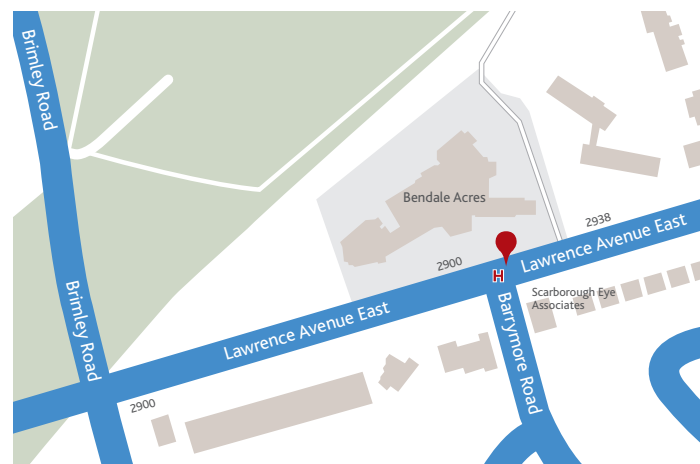 Brimley Road
Bendale Acres
2938
Lawrence Avenue East
2900
H
Scarborough Eye
Associates
Brimley Road
Barrymore Road
Lawrence Avenue East
2900